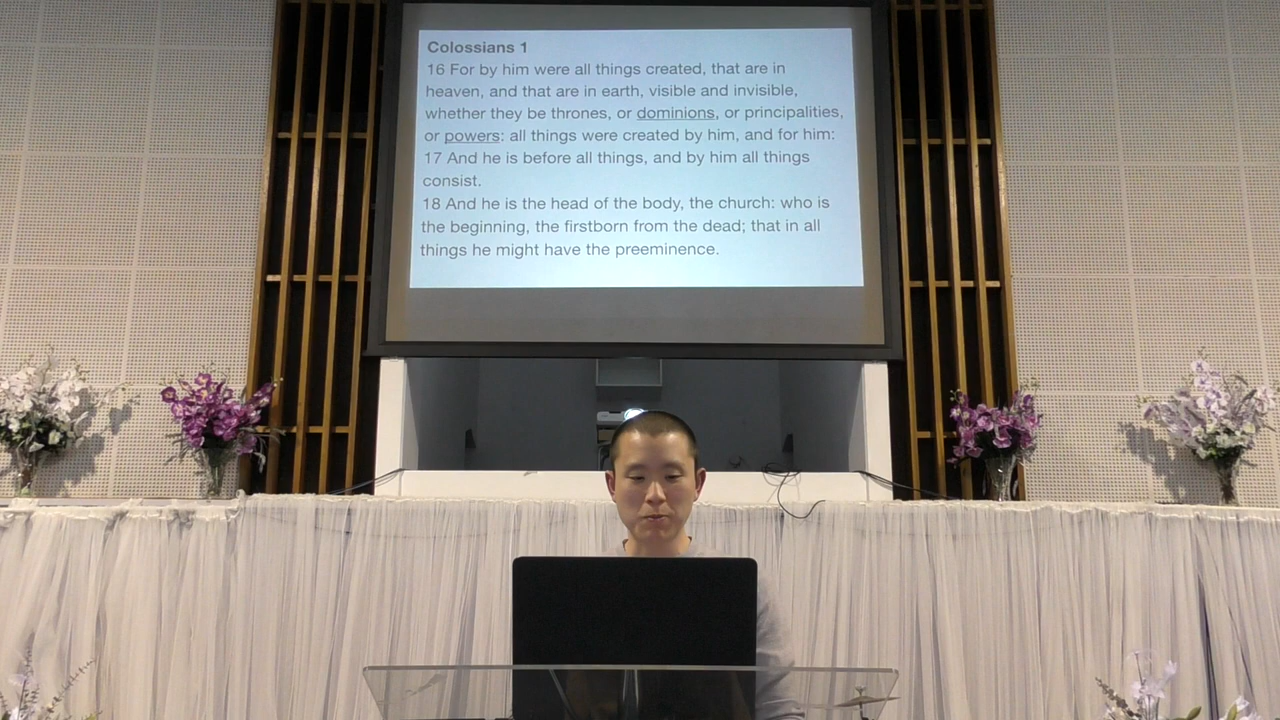 Colossians 1
16 For by him were all things created, that are in
heaven, and that are in earth, visible and invisible,
whether they be thrones, or dominions, or principalities,
or powers: all things were created by him, and for him:
17 And he is before all things, and by him all things
consist.
18 And he is the head of the body, the church: who is
the beginning, the firstborn from the dead; that in all
things he might have the preeminence.